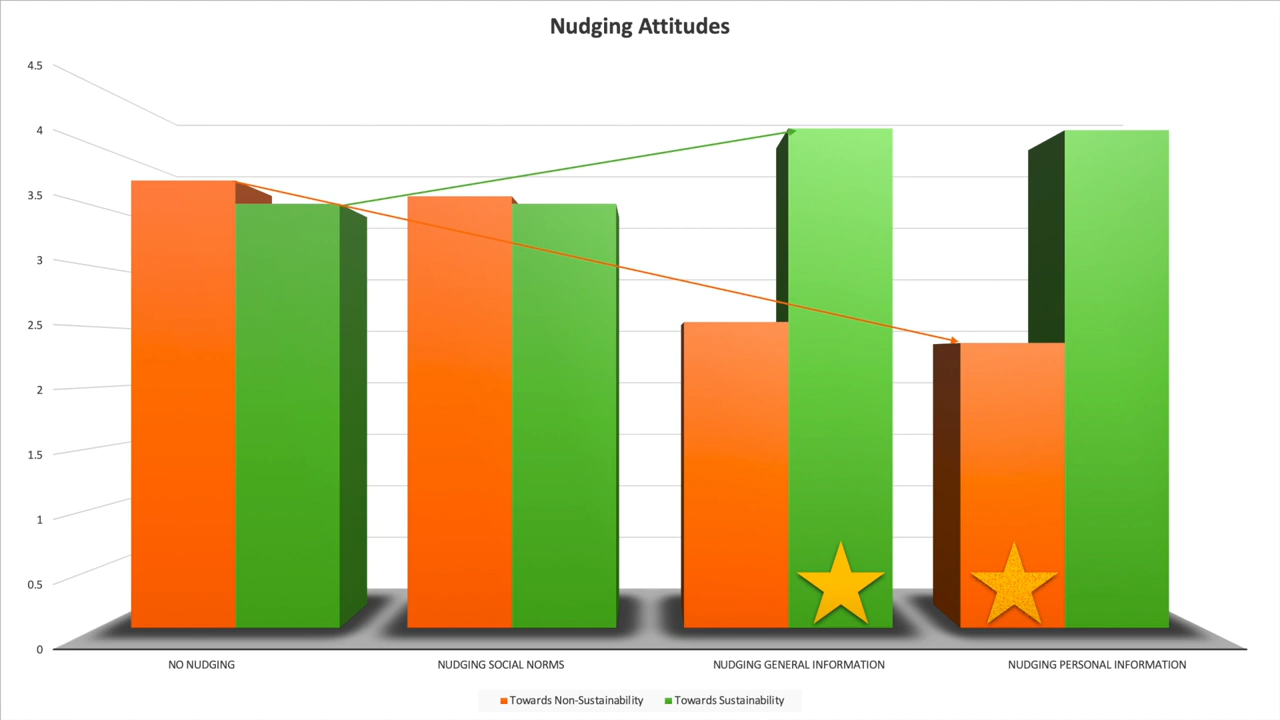 Nudging Attitudes
4.5
4
3.5
3
2.5
2
1.5
1
0.5
0
NO NUDGING
NUDGING SOCIAL NORMS
NUDGING GENERAL INFORMATION
NUDGING PERSONAL INFORMATION
Towards Non-Sustainability
Towards Sustainability